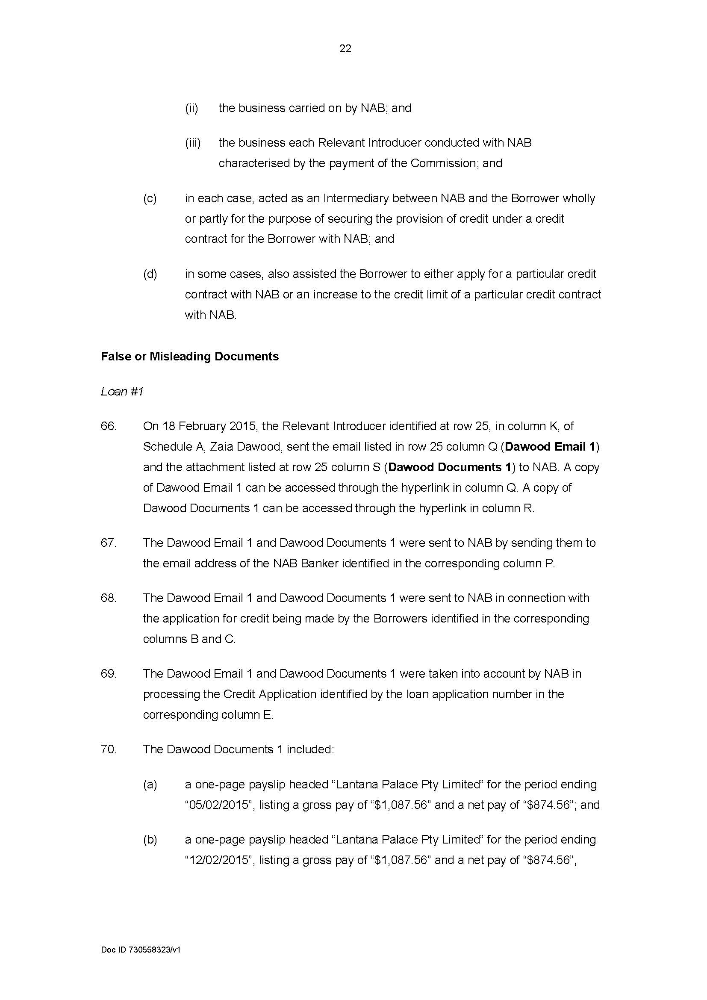 22
(ii) the business carried on by NAB; and
(iii) the business each Relevant Introducer conducted with NAB
characterised by the payment of the Commission; and
(c) in each case, acted as an Intermediary between NAB and the Borrower wholly
or partly for the purpose of securing the provision of credit under a credit
contract for the Borrower with NAB; and
(d) in some cases, also assisted the Borrower to either apply for a particular credit
contract with NAB or an increase to the credit limit of a particular credit contract
with NAB.
False or Misleading Documents
Loan #1
66. On 18 February 2015, the Relevant Introducer identified at row 25, in column K, of
Schedule A, Zaia Dawood, sent the email listed in row 25 column Q (Dawood Email 1)
and the attachment listed at row 25 column S (Dawood Documents 1) to NAB. A copy
of Dawood Email 1 can be accessed through the hyperlink in column Q. A copy of
Dawood Documents 1 can be accessed through the hyperlink in column R.
67. The Dawood Email 1 and Dawood Documents 1 were sent to NAB by sending them to
the email address of the NAB Banker identified in the corresponding column P.
68. The Dawood Email 1 and Dawood Documents 1 were sent to NAB in connection with
the application for credit being made by the Borrowers identified in the corresponding
columns B and C.
69. The Dawood Email 1 and Dawood Documents 1 were taken into account by NAB in
processing the Credit Application identified by the loan application number in the
corresponding column E.
70. The Dawood Documents 1 included:
(a) a one-page payslip headed “Lantana Palace Pty Limited” for the period ending
“05/02/2015”, listing a gross pay of “$1,087.56” and a net pay of “$874.56”; and
(b) a one-page payslip headed “Lantana Palace Pty Limited” for the period ending
“12/02/2015”, listing a gross pay of “$1,087.56” and a net pay of “$874.56”,
Doc ID 730558323/v1